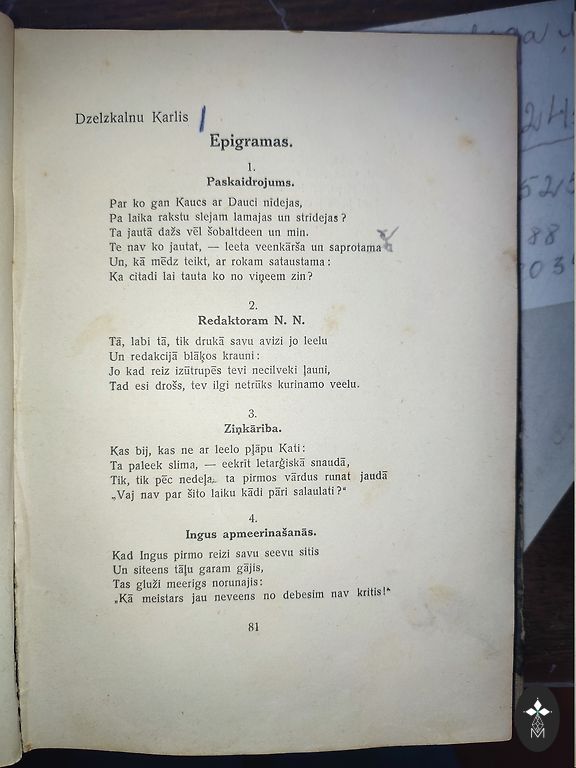 Dzelzkalnu Karlis
Epigramas.
1.
Paskaidrojums.
Par ko gan Kaucs ar Dauci nīdejas,
Pa laika rakstu slejam lamajas un stridejas?
Ta jautā dažs vēl šobaltdeen un min.
Te nav ko jautat, — leeta veenkārša un saprotama
Un, kā mēdz teikt, ar rokam sataustama:
Ka citadi lai tauta ko no viņeem zin?
2.
Redaktoram N. N.
Tā, labi tā, tik drukā savu avizi jo leelu
Un redakcijā blāķos krauni:
Jo kad reiz izūtrupēs tevi necilveki ļauni,
Tad esi drošs, tev ilgi netrūks kurinamo veelu.
3.
Ziņkāriba.
Kas bij, kas ne ar leelo pļāpu Kati:
Ta paleek slima, — eekrīt letarģiskā snaudā,
Tik, tik pēc nedeļa, ta pirmos vārdus runat jaudā
„Vaj nav par šito laiku kādi pāri salaulati?“
4.
Ingus apmeerinašanās.
Kad Ingus pirmo reizi savu seevu sitis
Un siteens tāļu garam gājis,
Tas gluži meerigs norunajis:
„Kā meistars jau neveens no debesim nav kritis!“
81
24
525
88
M